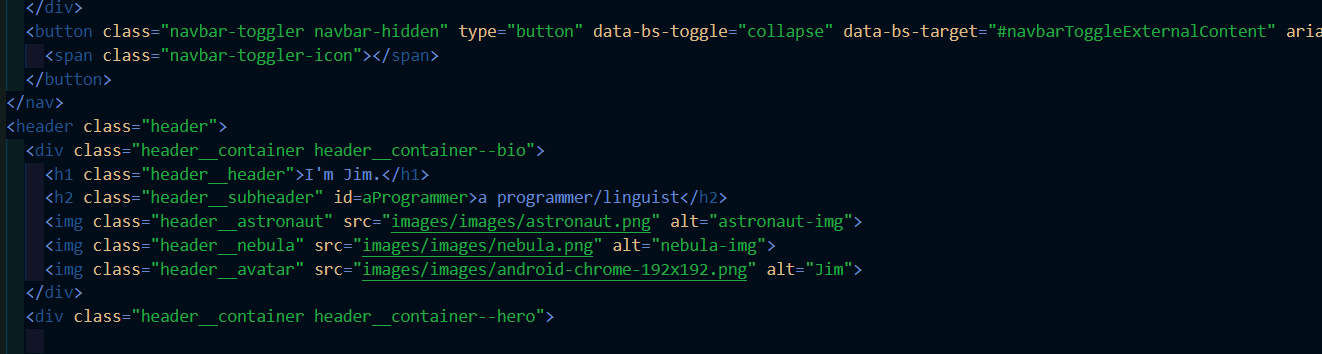 </div>
<button class="navbar-toggler navbar-hidden" type="button" data-bs-toggle="collapse" data-bs-target="#navbarToggleExternalContent" aria
<span class="navbar-toggler-icon"></span>
</button>
</nav>
<header class="header">
<div class="header__container header__container--bio">
<h1 class="header__header">I'm Jim.</h1>
<h2 class="header__subheader" id=aProgrammer>a programmer/linguist</h2>
<img class="header__astronaut" src="images/images/astronaut.png" alt="astronaut-img">
<img class="header__nebula" src="images/images/nebula.png" alt="nebula-img">
<img class="header__avatar" src="images/images/android-chrome-192x192.png" alt="Jim">
</div>
<div class="header__container header__container--hero">